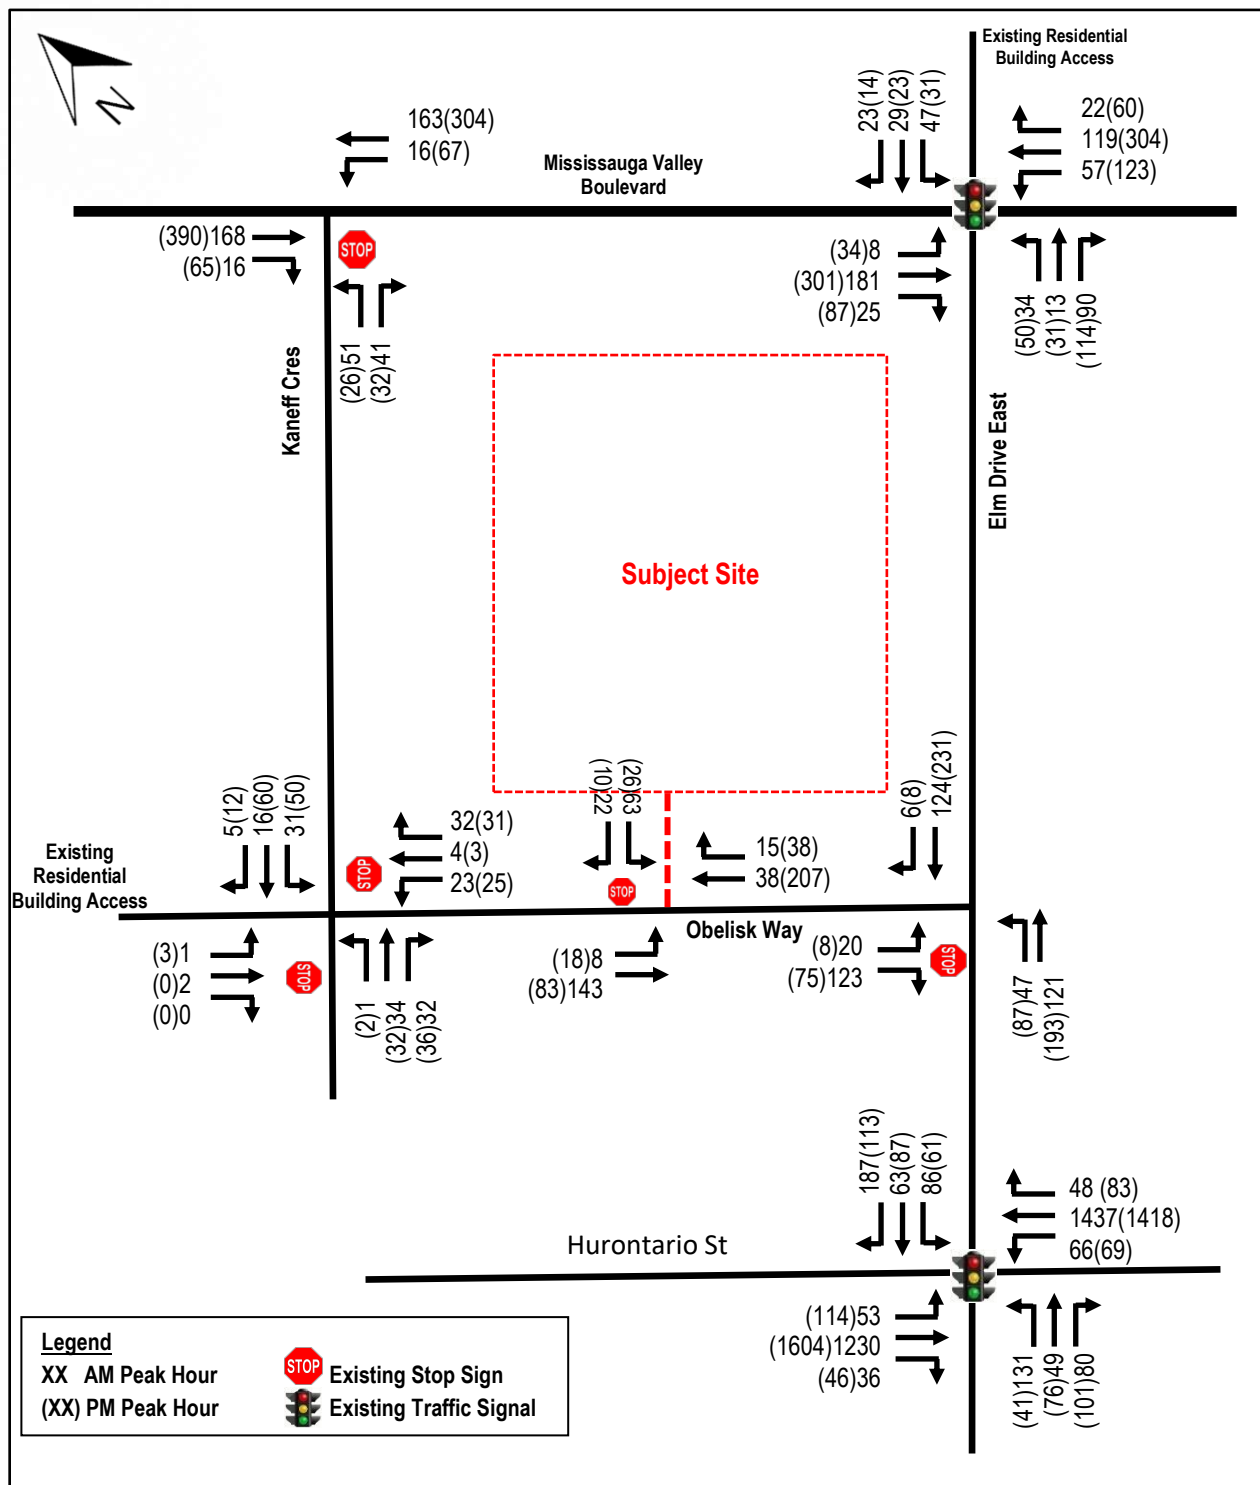 Existing Residential
Building Access
N
163(304)
16(67)
Mississauga Valley
Boulevard
23(14)
29(23)
47(31)
22(60)
119(304)
57(123)
(390)168
(65)16
STOP
(34)8
(301)181
(87)25
(26)51
(32)41
(50)34
(31)13
(114)90
Kaneff Cres
Elm Drive East
Subject Site
5(12)
16(60)
31(50)
32(31)
4(3)
23(25)
(10)22
(26)63
15(38)
38(207)
6(8)
124(231)
Existing
Residential
Building Access
STOP
STOP
Obelisk Way
(3)1
(0)2
(0)0
STOP
(2)1
(32)34
(36)32
(18)8
(83)143
(8)20
(75)123
STOP
(87)47
(193)121
187(113)
63(87)
86(61)
48 (83)
1437(1418)
66(69)
Hurontario St
(114)53
(1604)1230
(46)36
(41)131
(76)49
(101)80
Legend
XX AM Peak Hour
STOP Existing Stop Sign
(XX) PM Peak Hour
Existing Traffic Signal